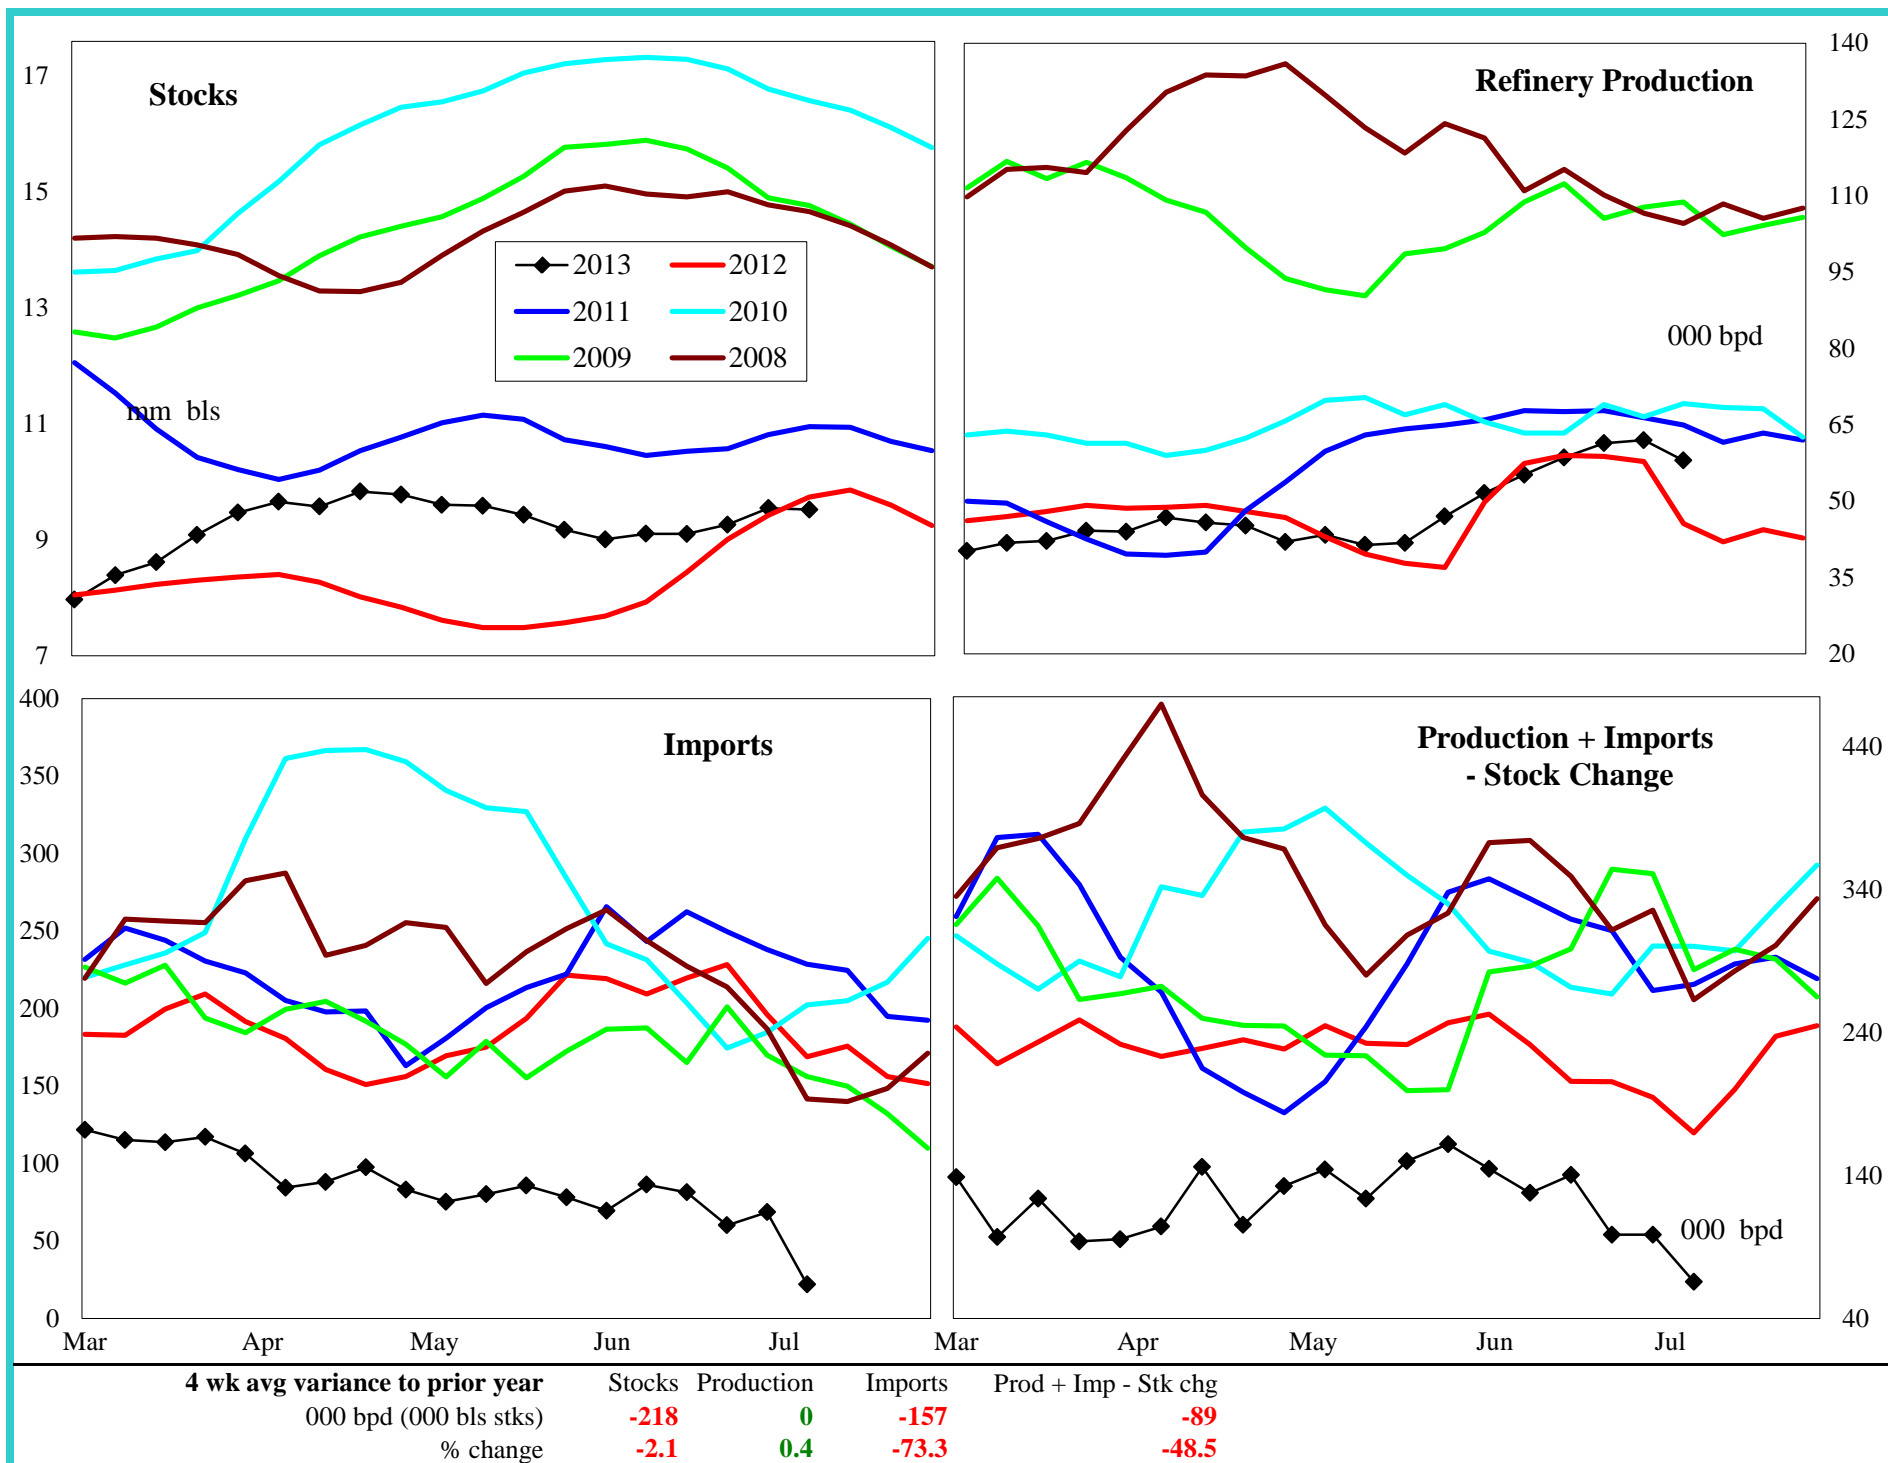 Stocks
17
15
13
11
9
7
mm bls
2013 2012
2011 2010
2009 2008
Refinery Production
140
125
110
95
80
65
50
35
20
000 bpd
Imports
400
350
300
250
200
150
100
50
0
Mar Apr May Jun Jul
Production + Imports
- Stock Change
440
340
240
140
40
000 bpd
Mar Apr May Jun Jul
4 wk avg variance to prior year Stocks Production Imports Prod + Imp - Stk chg
000 bpd (000 bls stks) -218 0 -157 -89
% change -2.1 0.4 -73.3 -48.5